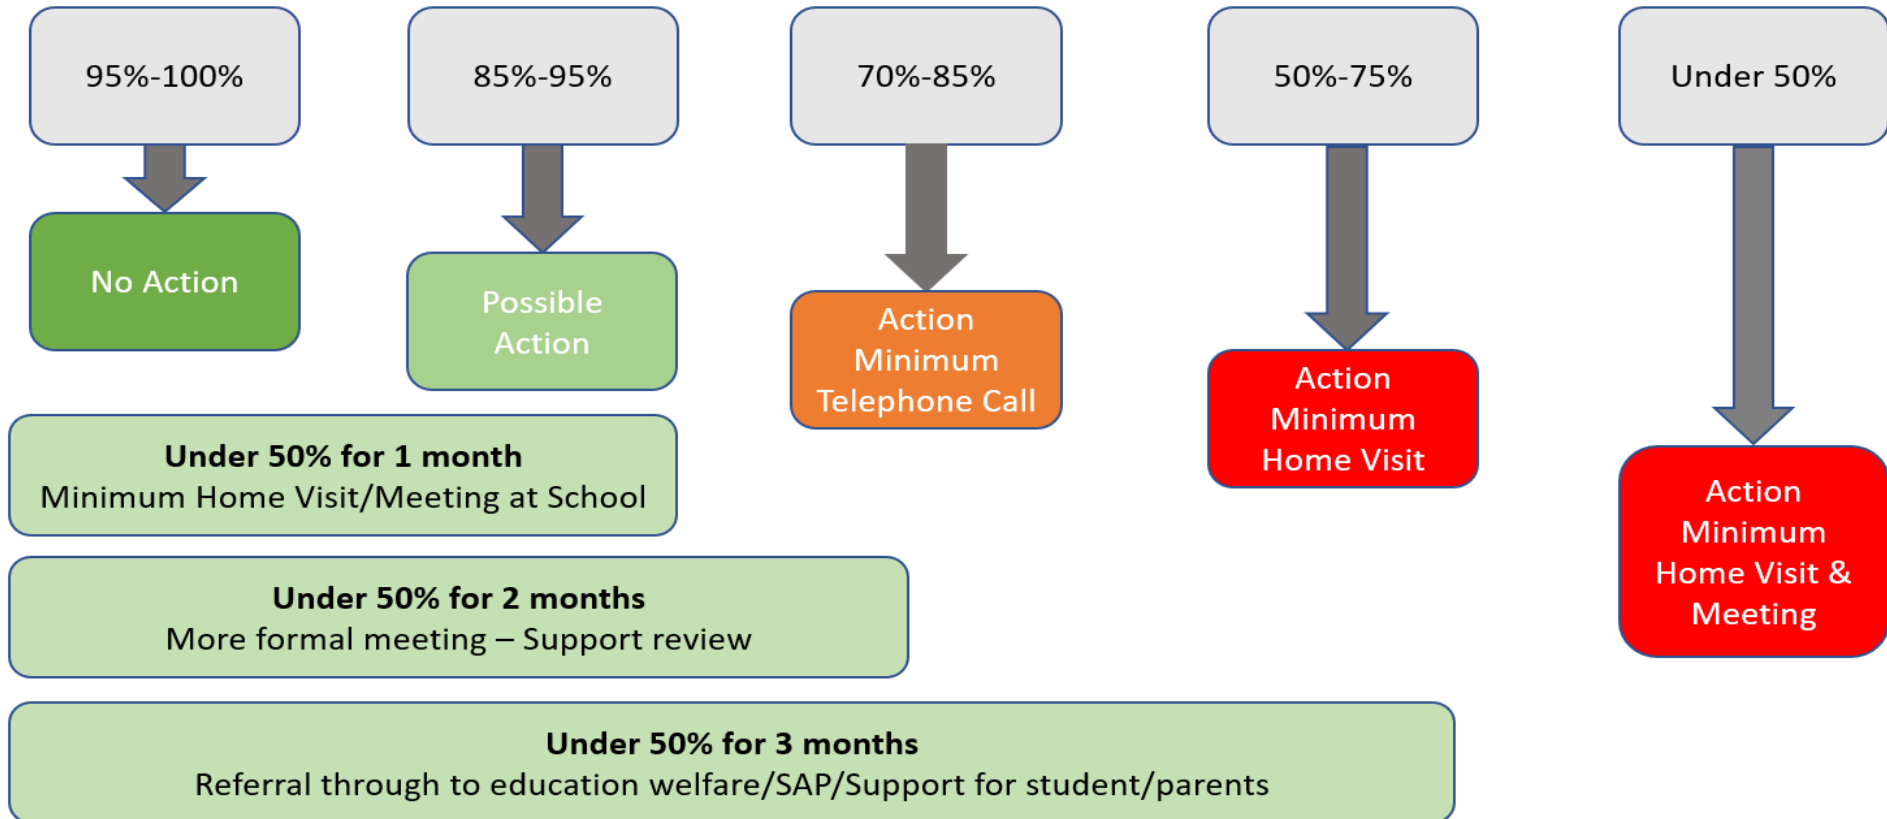 95%-100%
85%-95%
70%-85%
50%-75%
Under 50%
No Action
Possible
Action
Action
Minimum
Telephone Call
Action
Minimum
Home Visit
Action
Minimum
Home Visit &
Meeting
Under 50% for 1 month
Minimum Home Visit/Meeting at School
Under 50% for 2 months
More formal meeting – Support review
Under 50% for 3 months
Referral through to education welfare/SAP/Support for student/parents